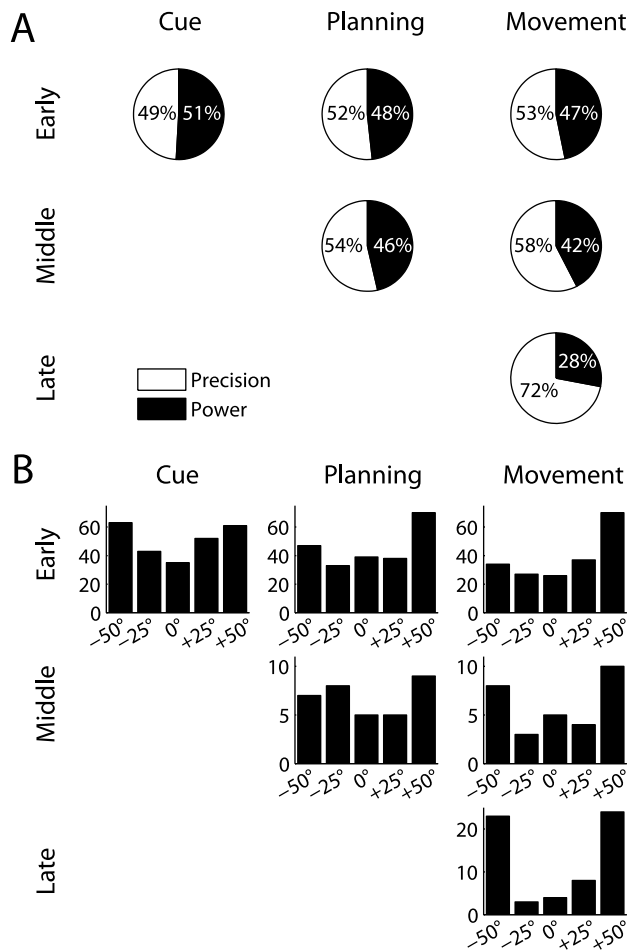 A
Cue Planning Movement
Early
49% 51% 52% 48% 53% 47%
Middle
54% 46% 58% 42%
Late
28%
72%
Precision
Power
B
Cue Planning Movement
Early
60
40
20
0
−50° −25° 0° +25° +50°
60
40
20
0
−50° −25° 0° +25° +50°
60
40
20
0
−50° −25° 0° +25° +50°
Middle
10
5
0
−50° −25° 0° +25° +50°
10
5
0
−50° −25° 0° +25° +50°
Late
20
10
0
−50° −25° 0° +25° +50°